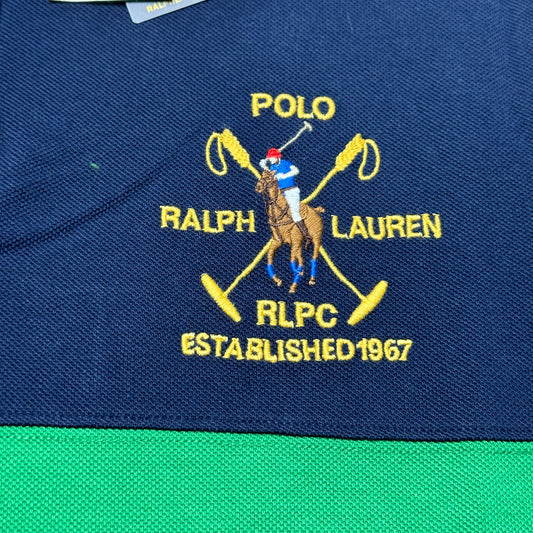 POLO
RALPH LAUREN
RLPC
ESTABLISHED 1967